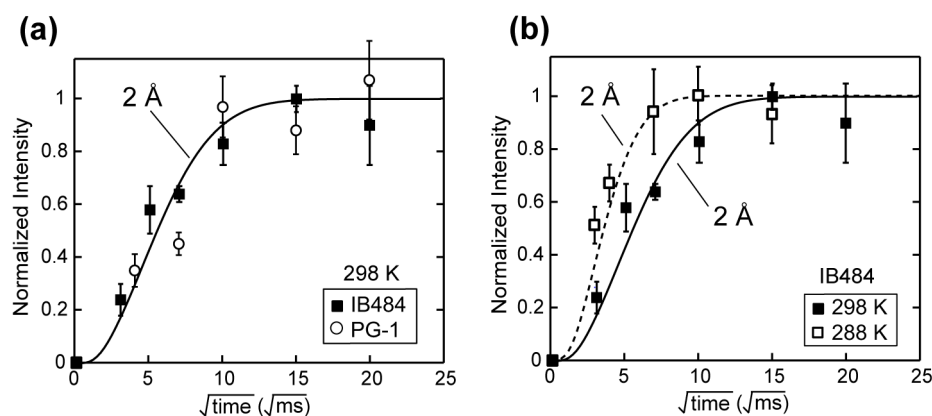 (a)
Normalized Intensity
1
0.8
0.6
0.4
0.2
0
2 Å
298 K
IB484
PG-1
0
5
10
15
20
25
√time (√ms)
(b)
Normalized Intensity
1
0.8
0.6
0.4
0.2
0
2 Å
2 Å
IB484
298 K
288 K
0
5
10
15
20
25
√time (√ms)